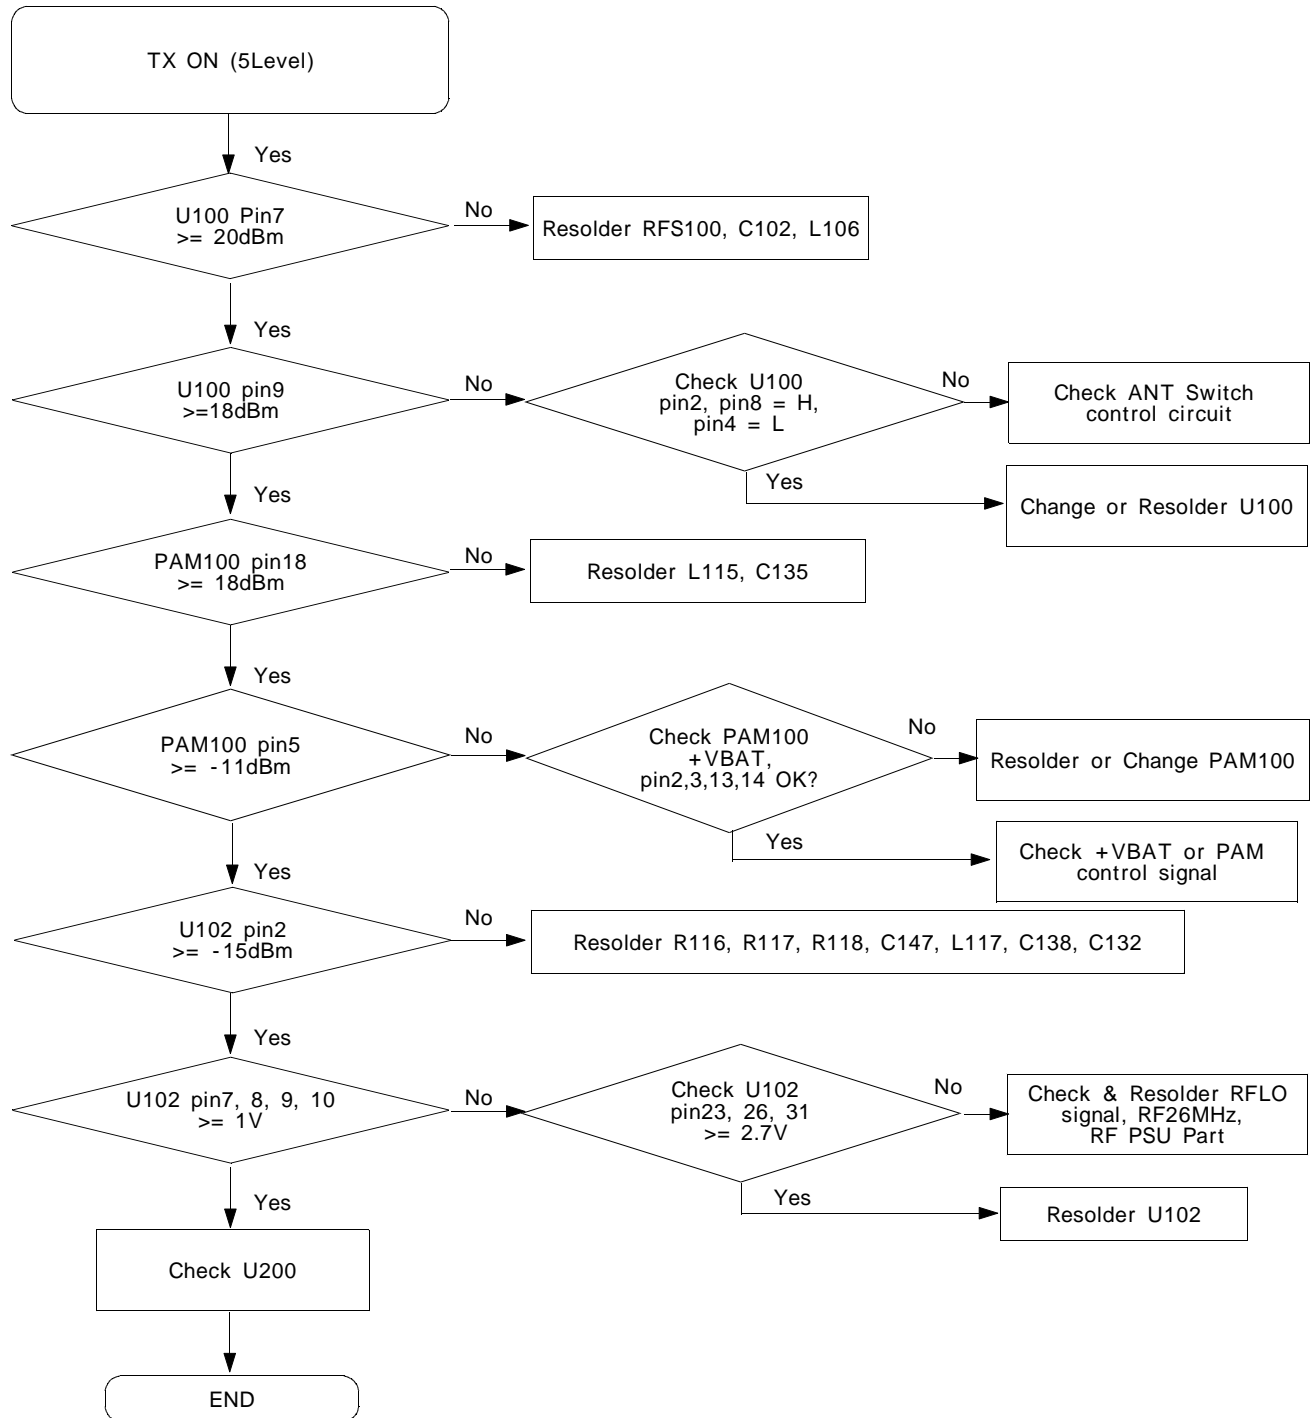 TX ON (5Level)
Yes
U100 Pin7
>= 20dBm
No
Resolder RFS100, C102, L106
Yes
U100 pin9
>=18dBm
No
Check U100
pin2, pin8 = H,
pin4 = L
No
Check ANT Switch
control circuit
Yes
Change or Resolder U100
Yes
PAM100 pin18
>= 18dBm
No
Resolder L115, C135
Yes
PAM100 pin5
>= -11dBm
No
Check PAM100
+VBAT,
pin2,3,13,14 OK?
No
Resolder or Change PAM100
Yes
Check +VBAT or PAM
control signal
Yes
U102 pin2
>= -15dBm
No
Resolder R116, R117, R118, C147, L117, C138, C132
Yes
U102 pin7, 8, 9, 10
>= 1V
No
Check U102
pin23, 26, 31
>= 2.7V
No
Check & Resolder RFLO
signal, RF26MHz,
RF PSU Part
Yes
Resolder U102
Yes
Check U200
END